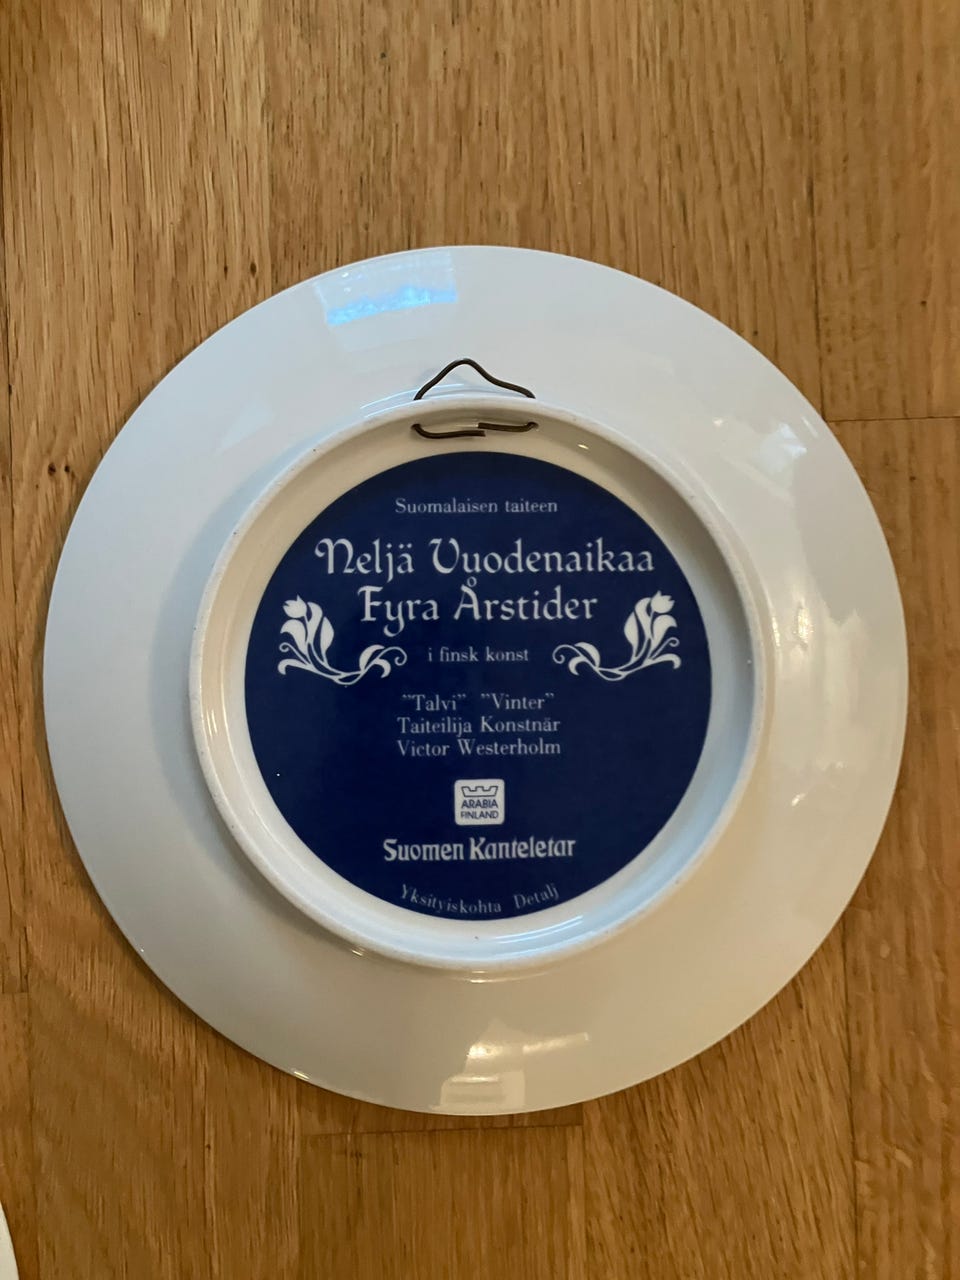 Suomalaisen taiteen
Neljä Vuodenaikaa
Fyra Årstider
i finsk konst
"Talvi" "Vinter"
Taiteilija Konstnär
Victor Westerholm
ARABIA
FINLAND
Suomen Kanteletar
Yksityiskohta Detalj